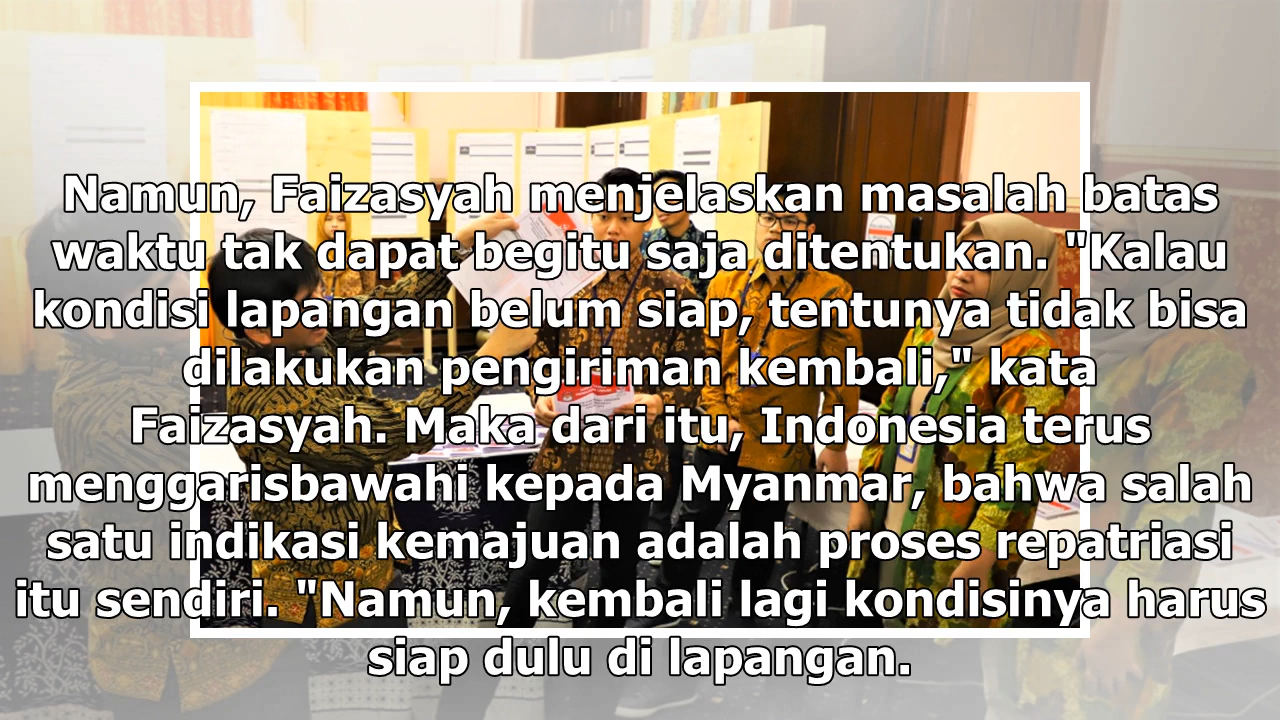 Namun, Faizasyah menjelaskan masalah batas
waktu tak dapat begitu saja ditentukan. "Kalau
kondisi lapangan belum siap, tentunya tidak bisa
dilakukan pengiriman kembali," kata
Faizasyah. Maka dari itu, Indonesia terus
menggarisbawahi kepada Myanmar, bahwa salah
satu indikasi kemajuan adalah proses repatriasi
itu sendiri. "Namun, kembali lagi kondisinya harus
siap dulu di lapangan.